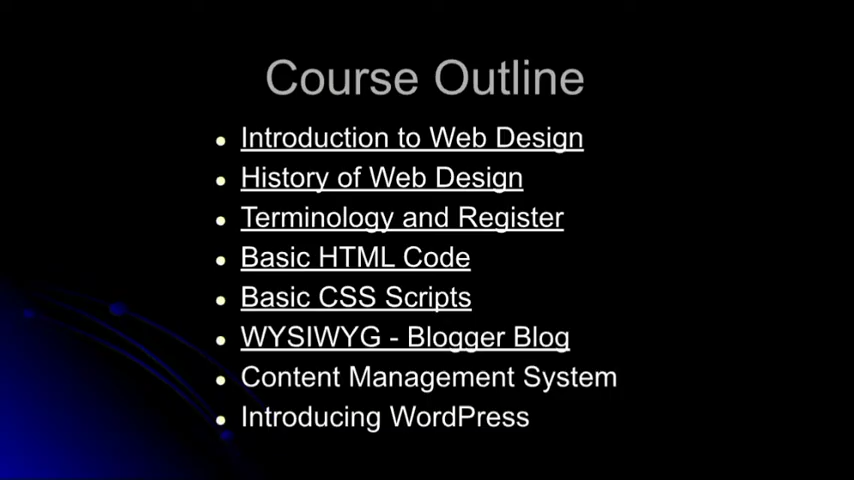 Course Outline
Introduction to Web Design
History of Web Design
Terminology and Register
Basic HTML Code
Basic CSS Scripts
WYSIWYG - Blogger Blog
Content Management System
Introducing WordPress